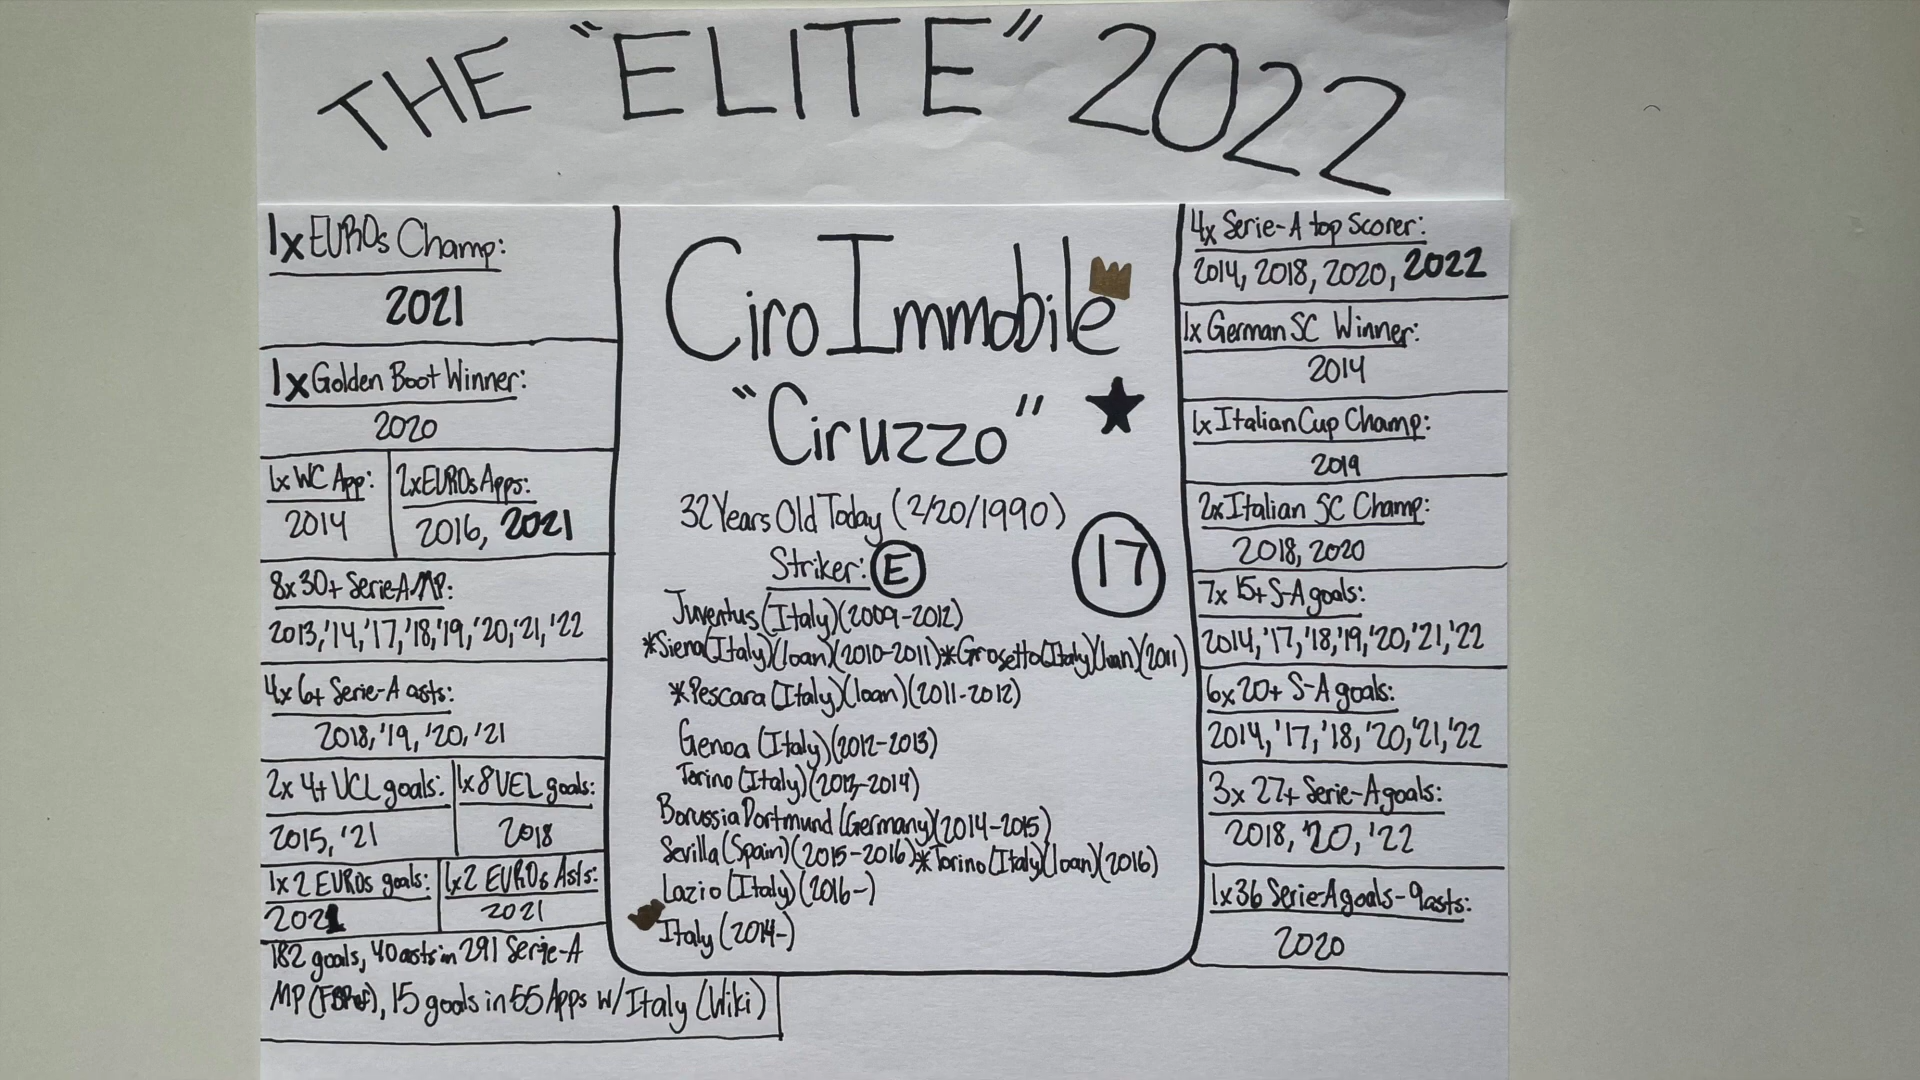 THE "ELITE" 2022
1x EUROs Champ:
2021
1x Golden Boot Winner:
2020
1x WC App:
2014
2x EUROs Apps:
2016, 2021
8x 30+ Serie-A MP:
2013, '14, '17, '18, '19, '20, '21, '22
4x 6+ Serie-A asts:
2018, '19, '20, '21
2x 4+ UCL goals:
2015, '21
1x 8 UEL goals:
2018
1x 2 EUROs goals:
2021
1x2 EUROs Asts:
2021
182 goals, 40 asts in 291 Serie-A
MP (FBRef), 15 goals in 55 Apps w/ Italy (Wiki)
Ciro Immobile
"Ciruzzo"
32 Years Old Today (2/20/1990)
Striker: E
17
Juventus (Italy) (2009-2012)
*Siena (Italy) (loan) (2010-2011) *Grosetto (Italy) (loan) (2011)
*Pescara (Italy) (loan) (2011-2012)
Genoa (Italy) (2012-2013)
Torino (Italy) (2013-2014)
Borussia Dortmund (Germany) (2014-2015)
Sevilla (Spain) (2015-2016) *Torino (Italy) (loan) (2016)
Lazio (Italy) (2016-)
Italy (2014-)
4x Serie-A top Scorer:
2014, 2018, 2020, 2022
1x German SC Winner:
2014
1x Italian Cup Champ:
2019
2x Italian SC Champ:
2018, 2020
7x 15+ S-A goals:
2014, '17, '18, '19, '20, '21, '22
6x 20+ S-A goals:
2014, '17, '18, '20, '21, '22
3x 27+ Serie-A goals:
2018, '20, '22
1x 36 Serie-A goals-9asts:
2020